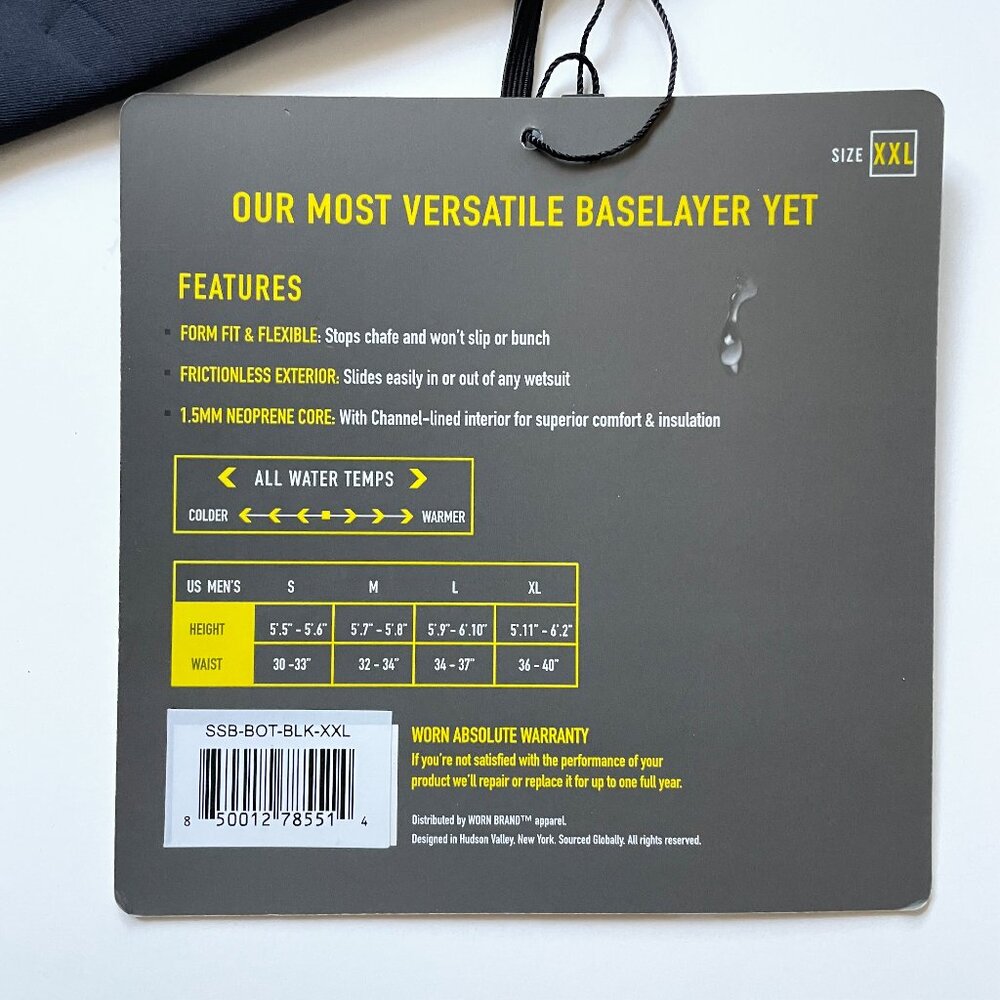 SIZE XXL
OUR MOST VERSATILE BASELAYER YET
FEATURES
FORM FIT & FLEXIBLE: Stops chafe and won't slip or bunch
FRICTIONLESS EXTERIOR: Slides easily in or out of any wetsuit
1.5MM NEOPRENE CORE: With Channel-lined interior for superior comfort & insulation
ALL WATER TEMPS
COLDER WARMER
US MEN'S S M L XL
HEIGHT 5'.5" - 5'.6" 5'.7" - 5'.8" 5'.9"- 6'.10" 5'.11" - 6'.2"
WAIST 30 -33" 32 - 34" 34 - 37" 36 - 40"
SSB-BOT-BLK-XXL
8 50012 78551 4
WORN ABSOLUTE WARRANTY
If you're not satisfied with the performance of your
product we'll repair or replace it for up to one full year.
Distributed by WORN BRAND™ apparel.
Designed in Hudson Valley, New York. Sourced Globally. All rights reserved.